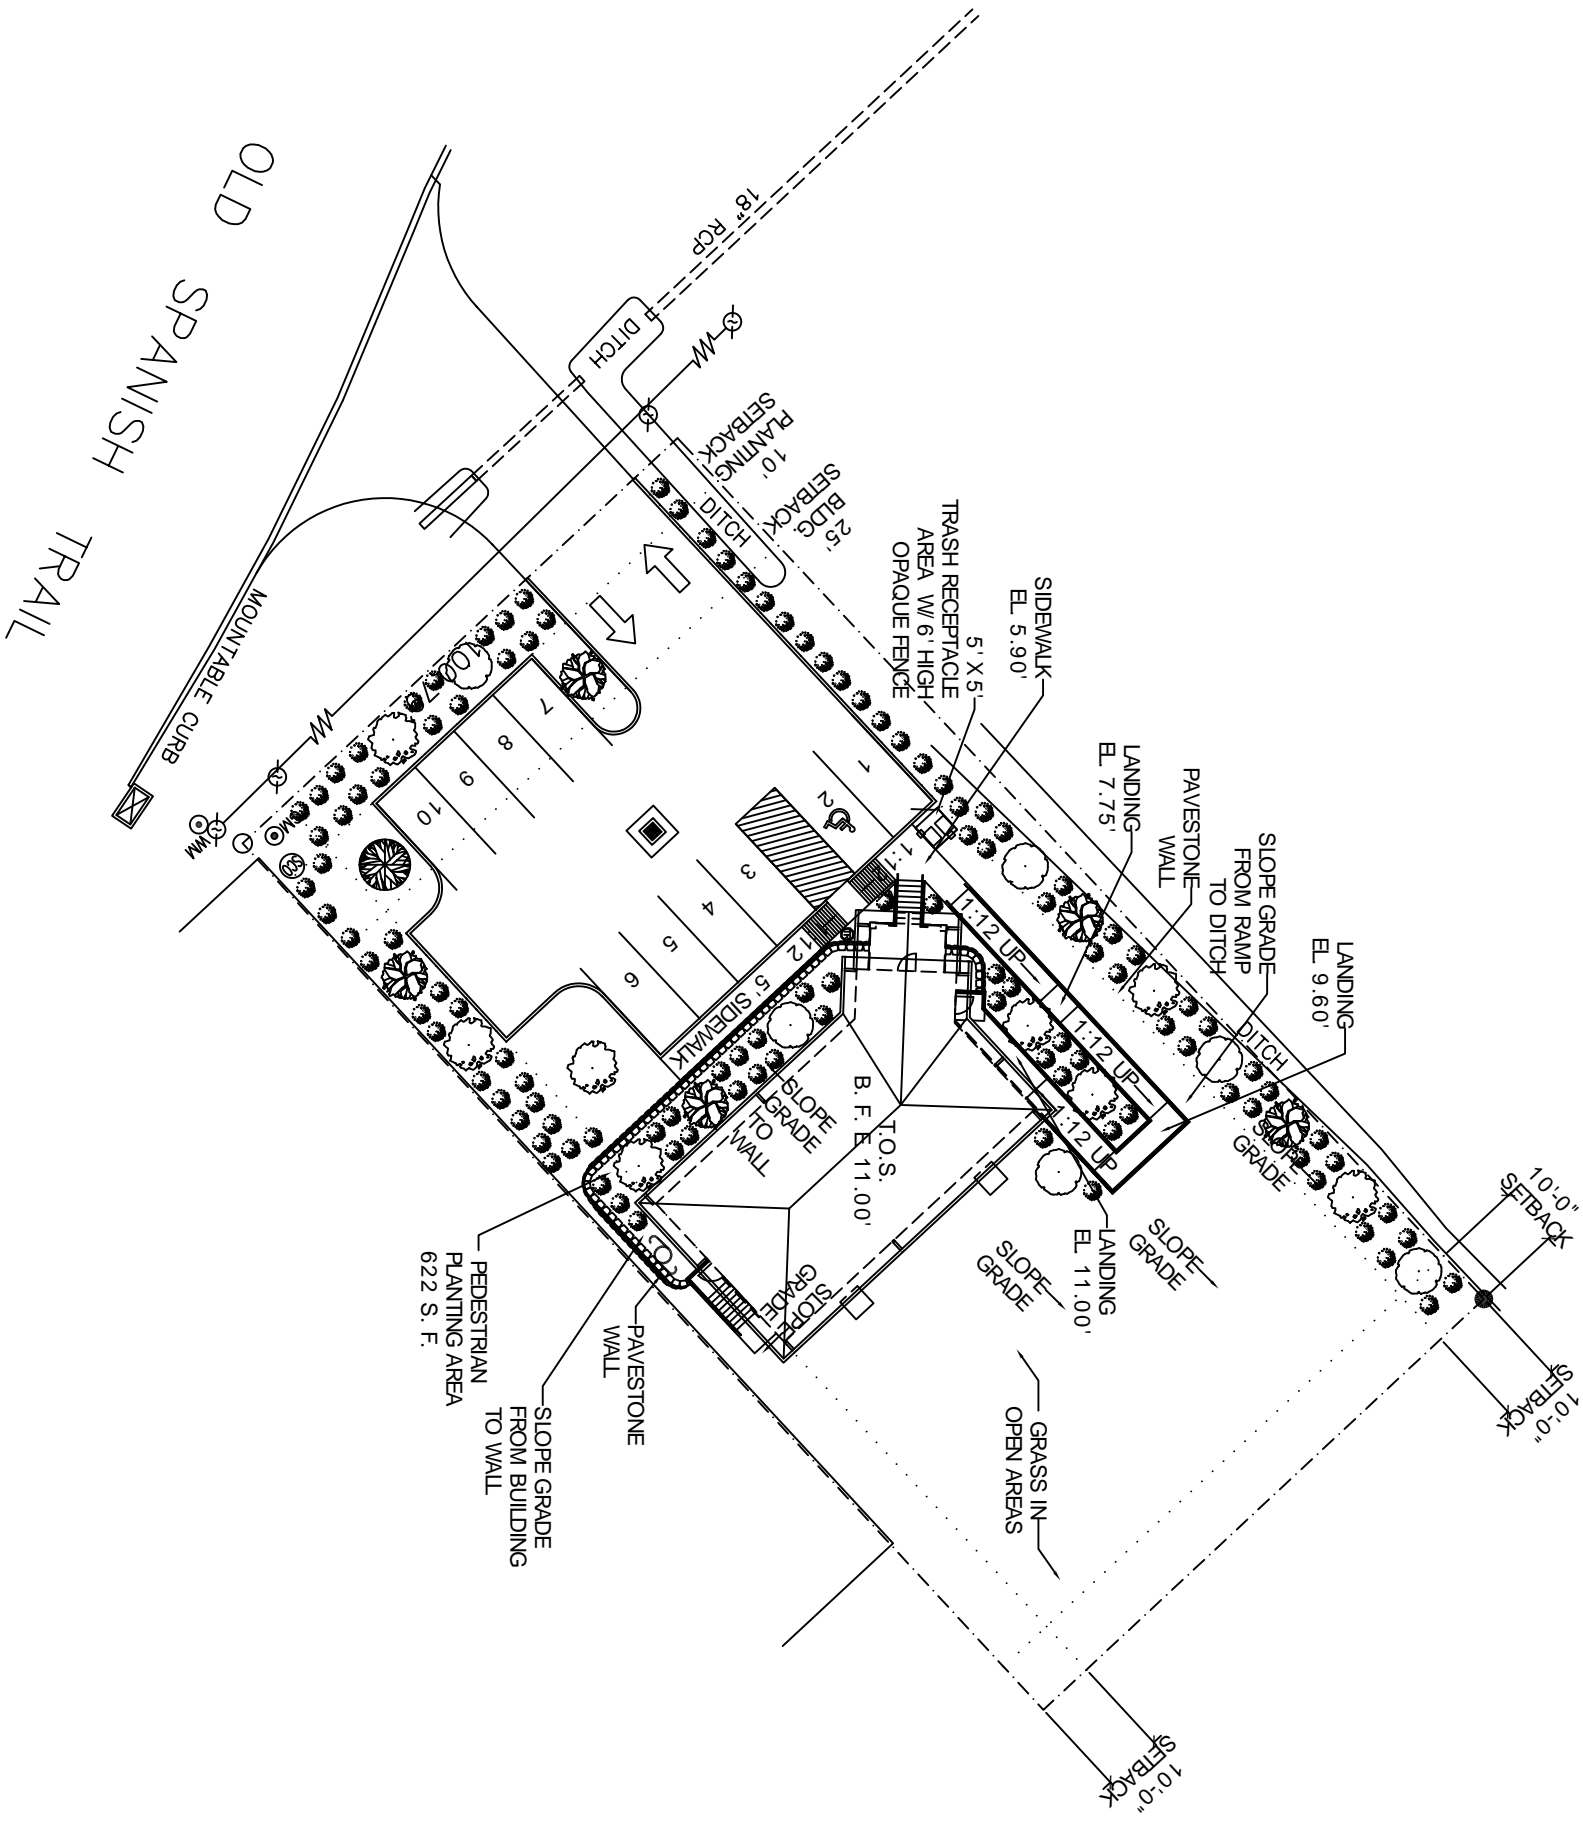 OLD SPANISH TRAIL
MOUNTABLE CURB
18" RCP
DITCH
10'
PLANTING
SETBACK
25'
BLDG.
SETBACK
DITCH
TRASH RECEPTACLE
AREA W/ 6' HIGH
OPAQUE FENCE
5' X 5'
SIDEWALK
EL 5.90'
LANDING
EL 7.75'
PAVESTONE
WALL
SLOPE GRADE
FROM RAMP
TO DITCH
LANDING
EL 9.60'
10'-0"
SETBACK
10'-0"
SETBACK
10'-0"
SETBACK
DITCH
SLOPE
GRADE
SLOPE
GRADE
SLOPE
GRADE
LANDING
EL 11.00'
GRASS IN
OPEN AREAS
1:12 UP
1:12 UP
1:12 UP
T.O.S.
B. F. E 11.00'
SLOPE
GRADE
TO
WALL
SLOPE
GRADE
5' SIDEWALK
12
1
2
3
4
5
6
7
8
9
10
WM
SCO
PEDESTRIAN
PLANTING AREA
622 S. F.
PAVESTONE
WALL
SLOPE GRADE
FROM BUILDING
TO WALL